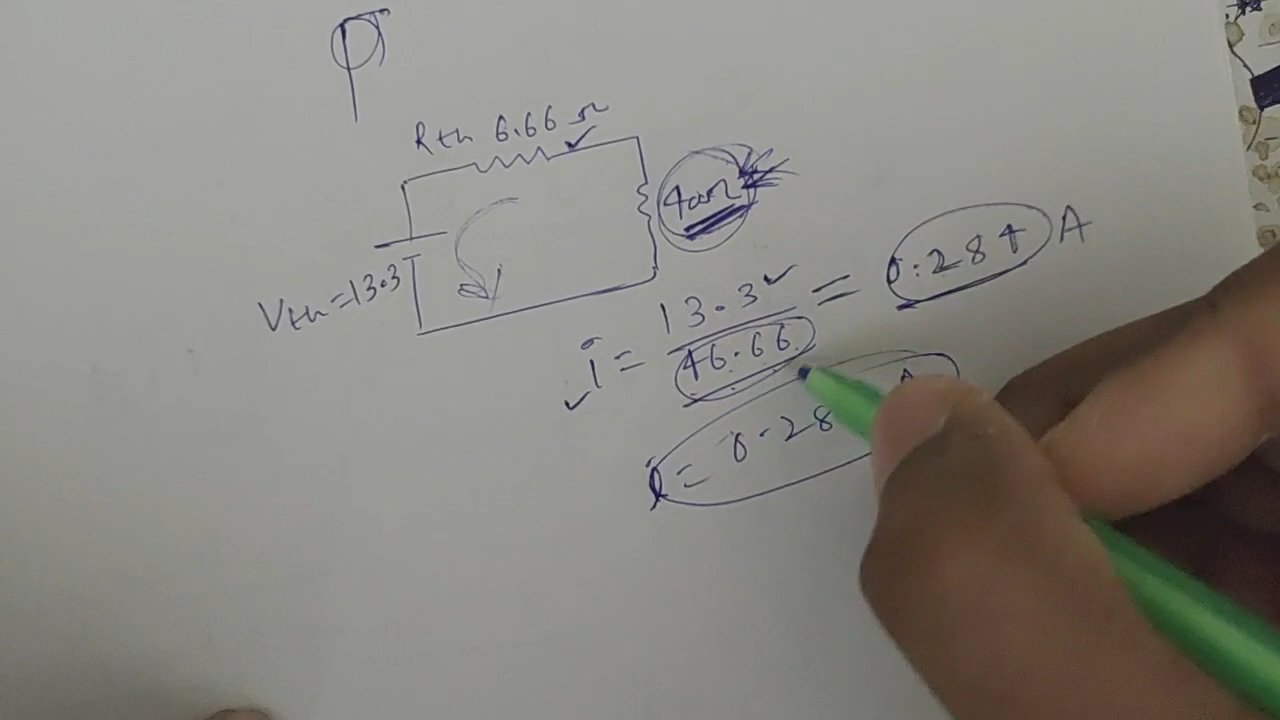 φ
Rth 6.66 Ω
40Ω
Vth = 13.3
i = 13.3 / 46.66 = 0.284 A
i = 0.28